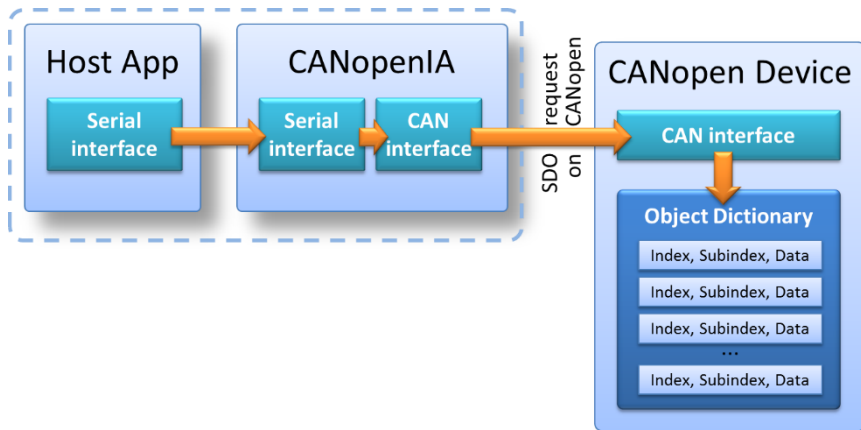 Host App
Serial
interface
CANopenIA
Serial
interface
CAN
interface
SDO request
on CANopen
CANopen Device
CAN interface
Object Dictionary
Index, Subindex, Data
Index, Subindex, Data
Index, Subindex, Data
...
Index, Subindex, Data